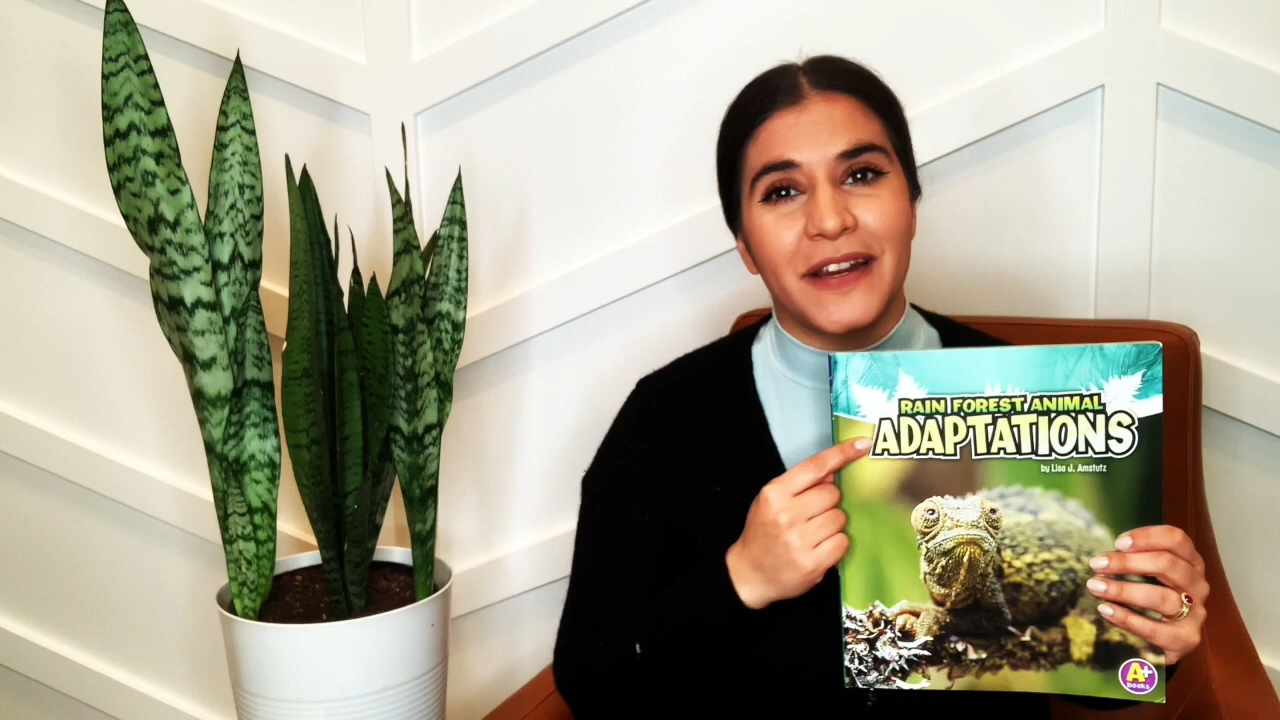 RAIN FOREST ANIMAL
ADAPTATIONS
by Lisa J. Amstutz
A+
books